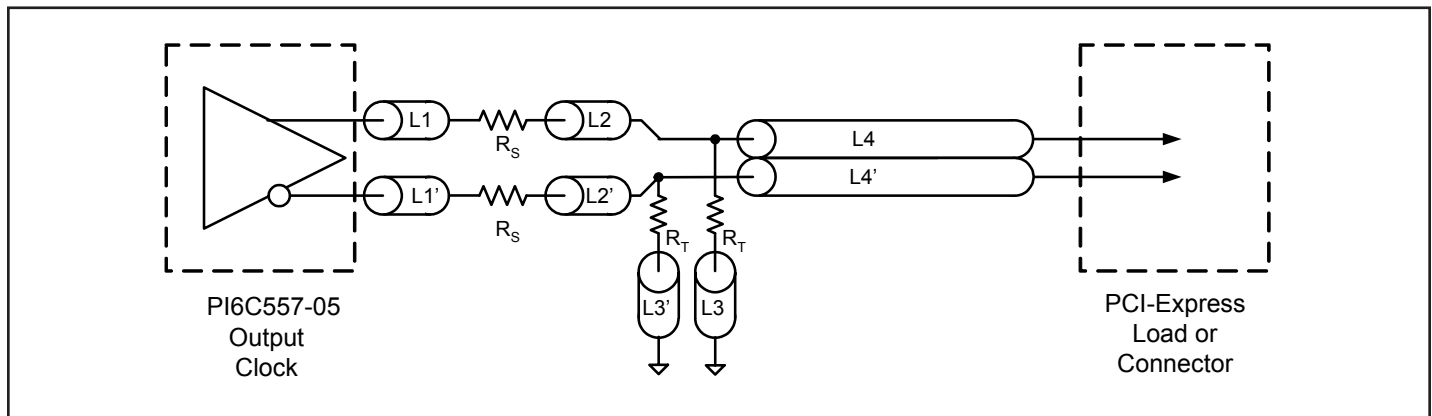 L1
R_S
L2
L4
L1'
R_S
L2'
L4'
R_T
R_T
L3'
L3
PI6C557-05
Output
Clock
PCI-Express
Load or
Connector